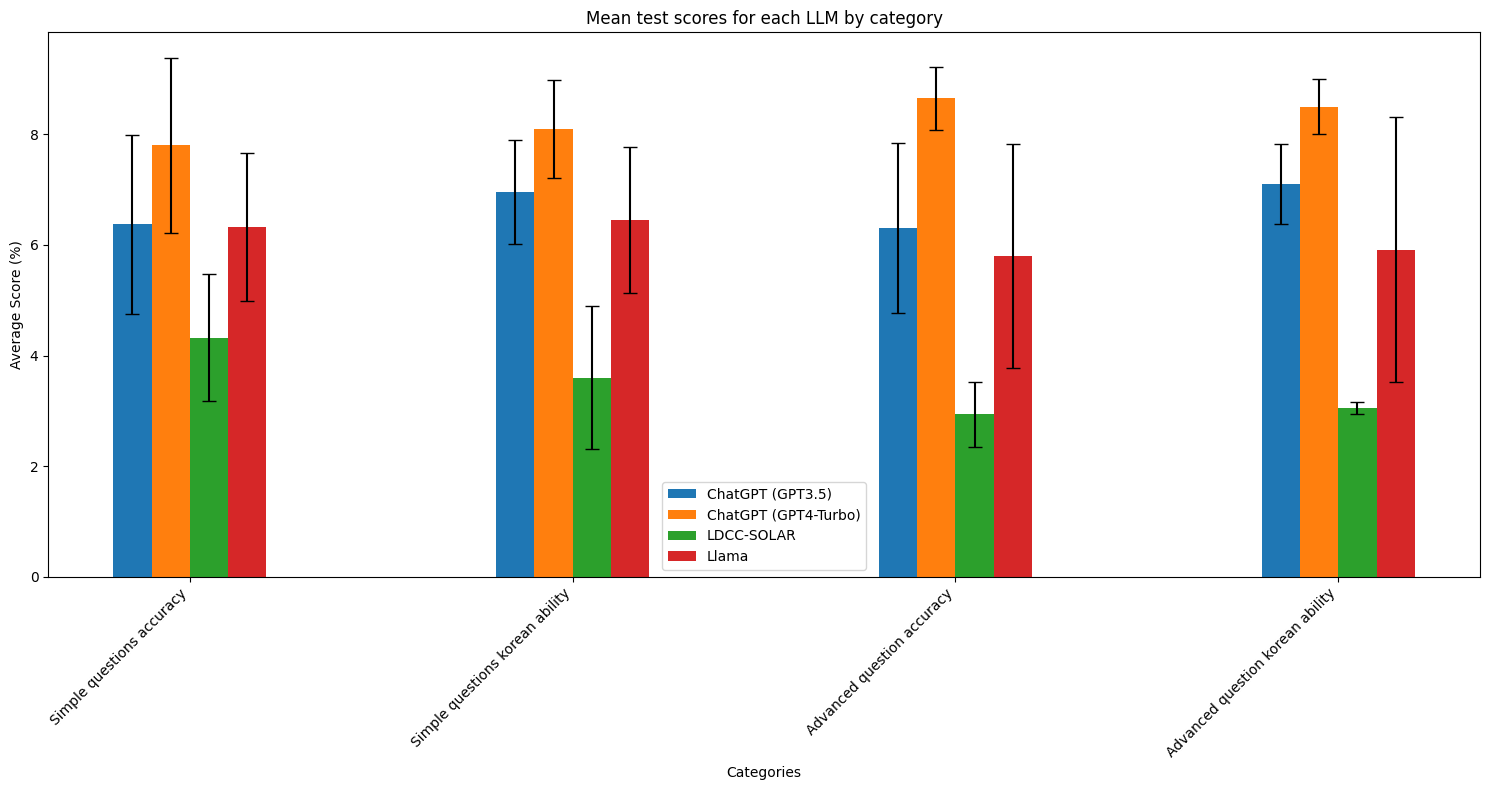 Mean test scores for each LLM by category
Average Score (%)
8
6
4
2
0
ChatGPT (GPT3.5)
ChatGPT (GPT4-Turbo)
LDCC-SOLAR
Llama
Simple questions accuracy
Simple questions korean ability
Advanced question accuracy
Advanced question korean ability
Categories